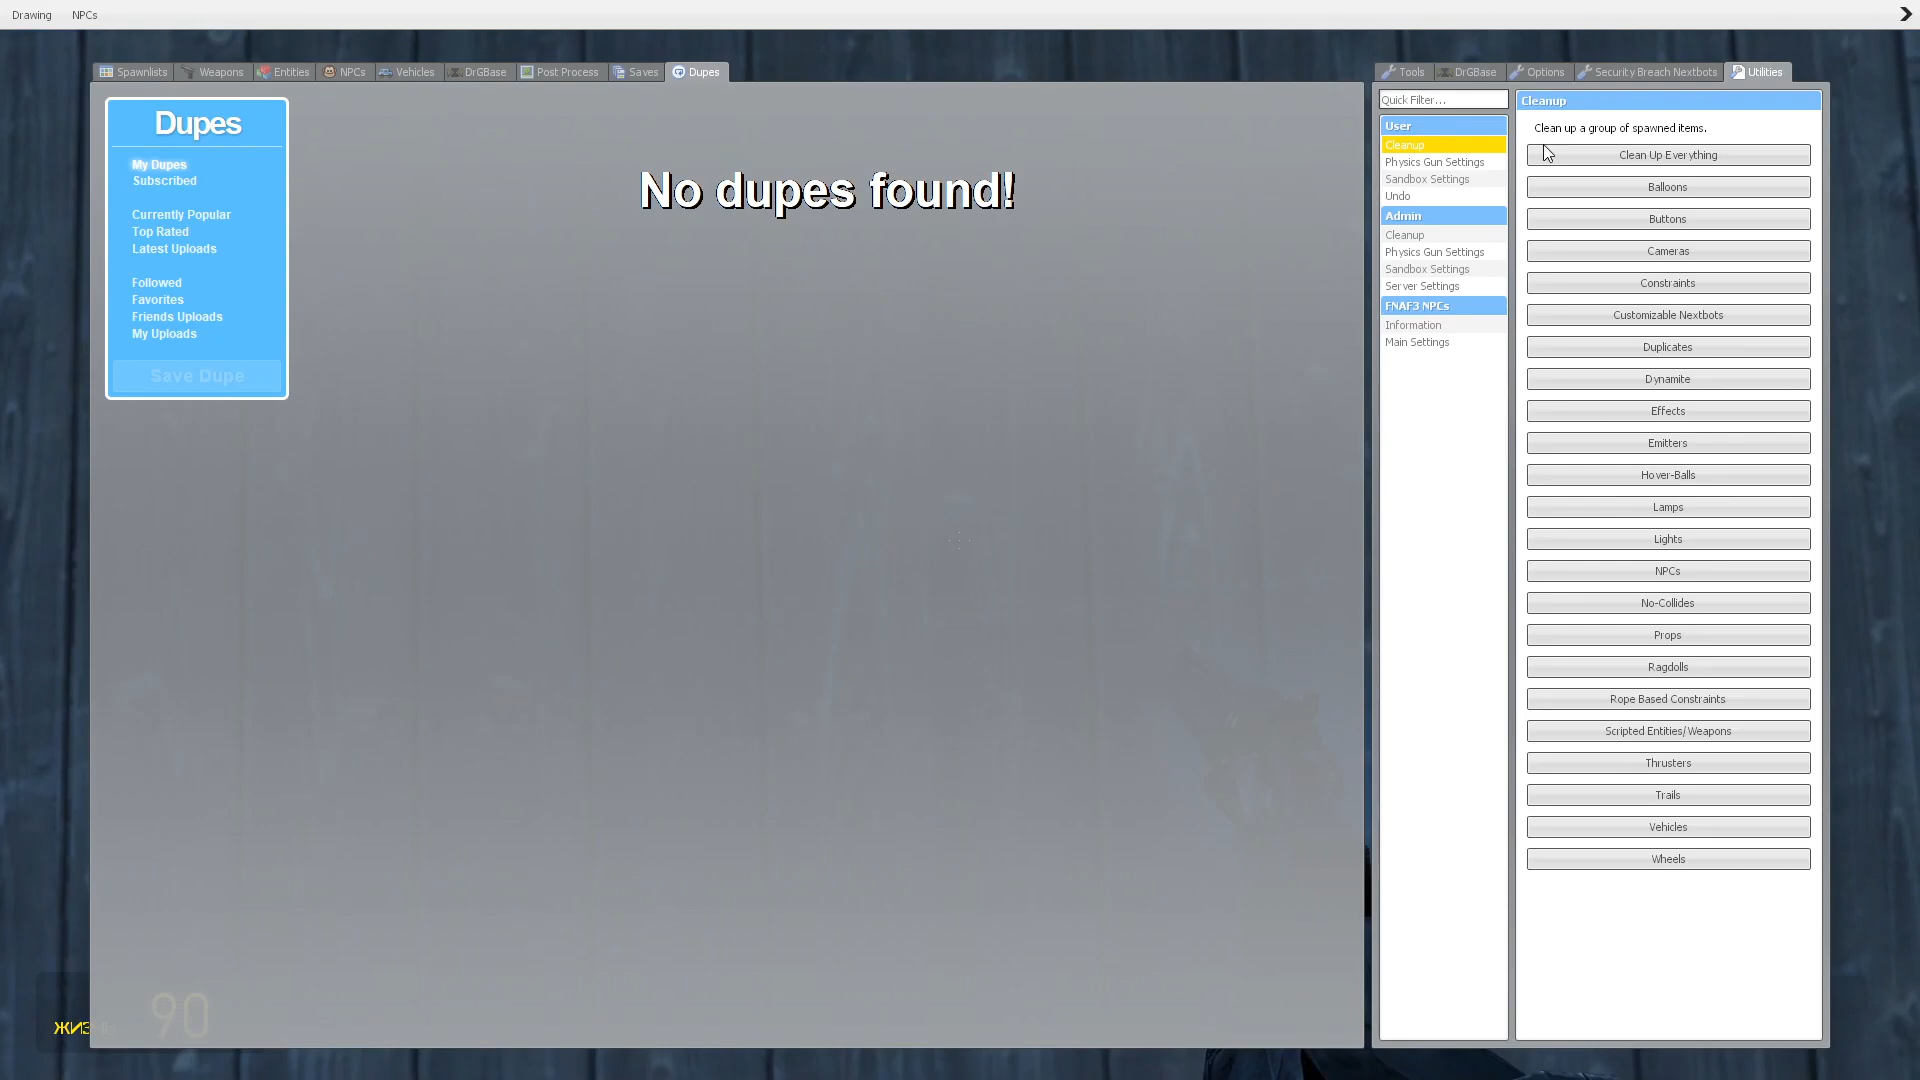 Drawing NPCs
Spawnlists Weapons Entities NPCs Vehicles DrGBase Post Process Saves Dupes
Dupes
My Dupes
Subscribed
Currently Popular
Top Rated
Latest Uploads
Followed
Favorites
Friends Uploads
My Uploads
Save Dupe
No dupes found!
90
Tools DrGBase Options Security Breach Nextbots Utilities
Quick Filter...
User
Cleanup
Physics Gun Settings
Sandbox Settings
Undo
Admin
Cleanup
Physics Gun Settings
Sandbox Settings
Server Settings
FNAF3 NPCs
Information
Main Settings
Cleanup
Clean up a group of spawned items.
Clean Up Everything
Balloons
Buttons
Cameras
Constraints
Customizable Nextbots
Duplicates
Dynamite
Effects
Emitters
Hover-Balls
Lamps
Lights
NPCs
No-Collides
Props
Ragdolls
Rope Based Constraints
Scripted Entities/Weapons
Thrusters
Trails
Vehicles
Wheels